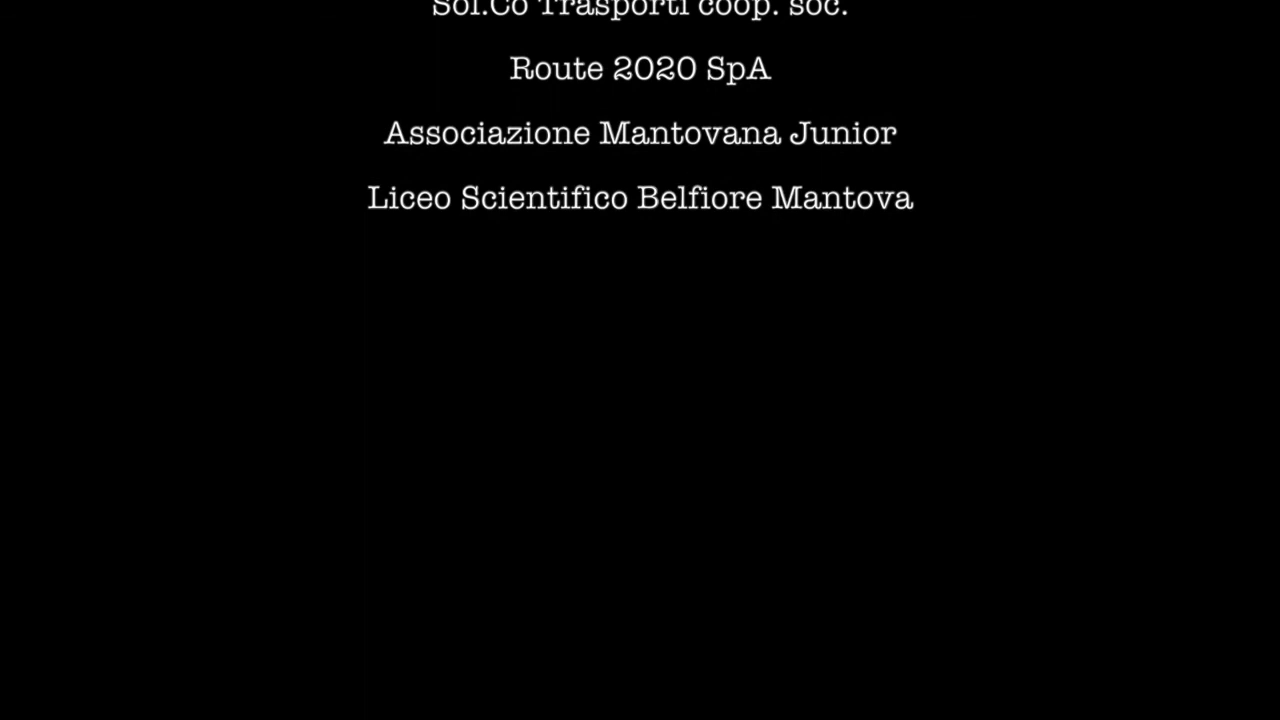 Sol.Co Trasporti coop. soc.
Route 2020 SpA
Associazione Mantovana Junior
Liceo Scientifico Belfiore Mantova